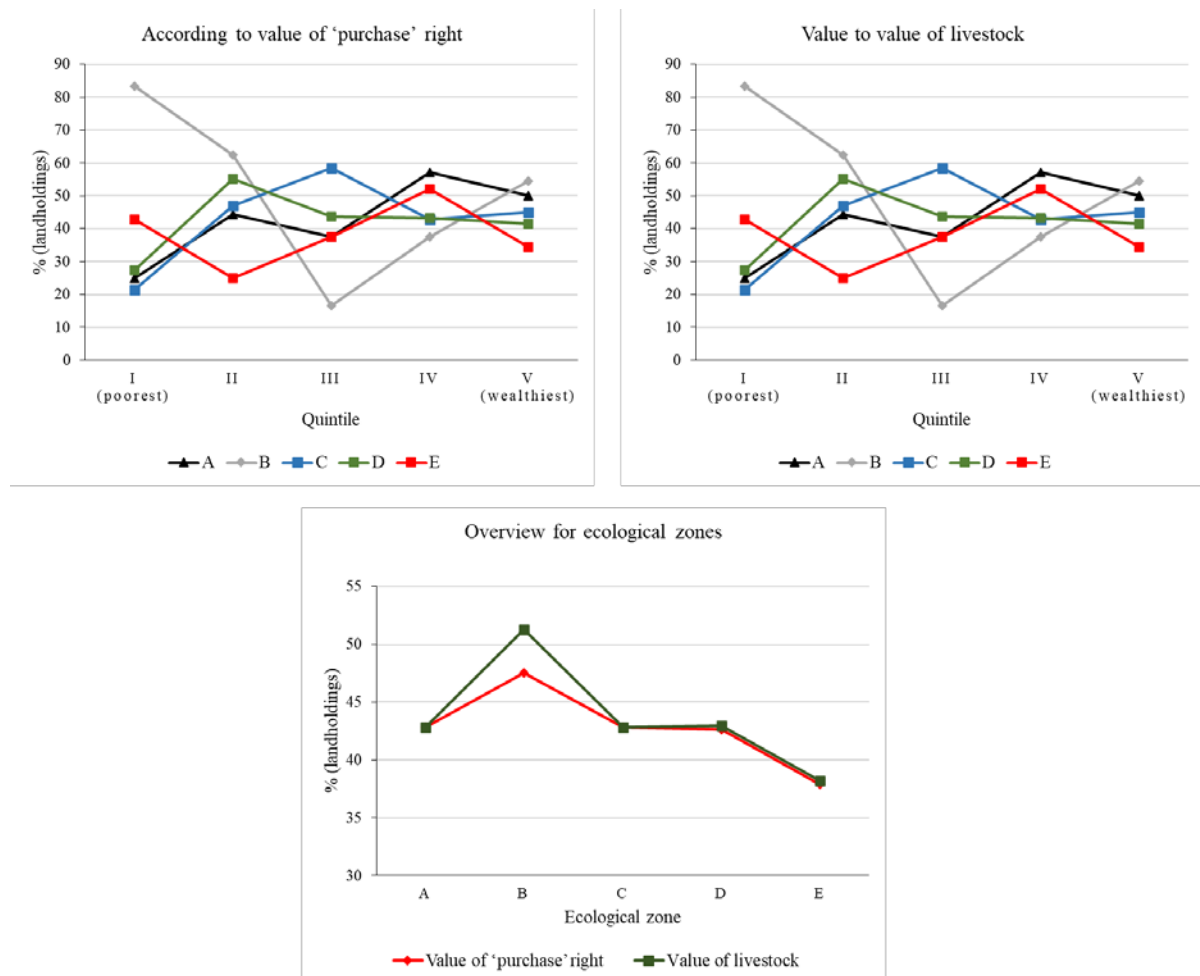 According to value of ‘purchase’ right
% (landholdings)
90
80
70
60
50
40
30
20
10
0
I II III IV V
(poorest) (wealthiest)
Quintile
A B C D E
Value to value of livestock
% (landholdings)
90
80
70
60
50
40
30
20
10
0
I II III IV V
(poorest) (wealthiest)
Quintile
A B C D E
Overview for ecological zones
% (landholdings)
55
50
45
40
35
30
A B C D E
Ecological zone
Value of ‘purchase’ right Value of livestock